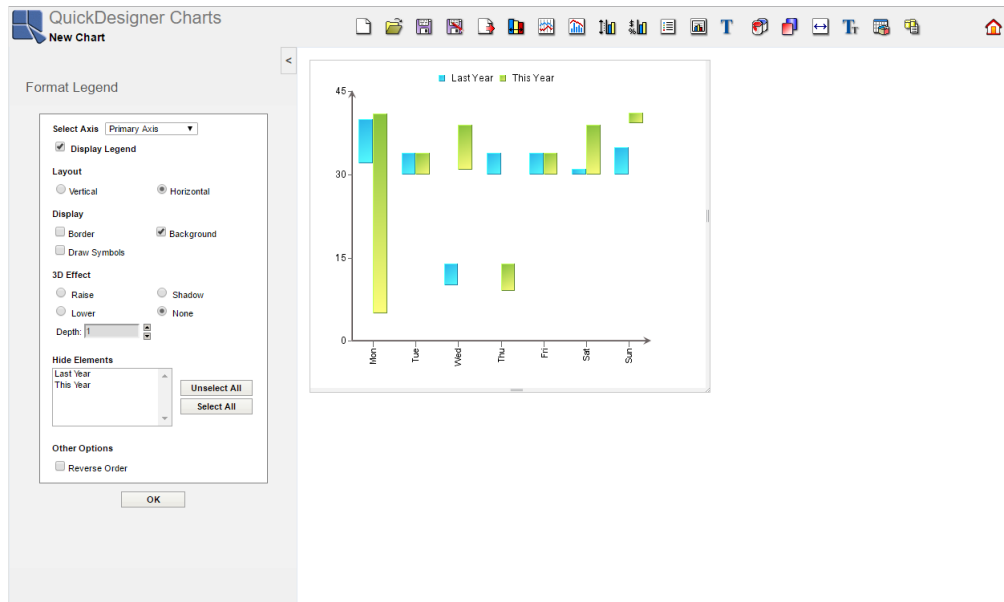 QuickDesigner Charts
New Chart
<
Format Legend
Select Axis Primary Axis
Display Legend
Layout
Vertical Horizontal
Display
Border Background
Draw Symbols
3D Effect
Raise Shadow
Lower None
Depth: 1
Hide Elements
Last Year
This Year
Unselect All
Select All
Other Options
Reverse Order
OK
Last Year This Year
45
30
15
0
Mon Tue Wed Thu Fri Sat Sun